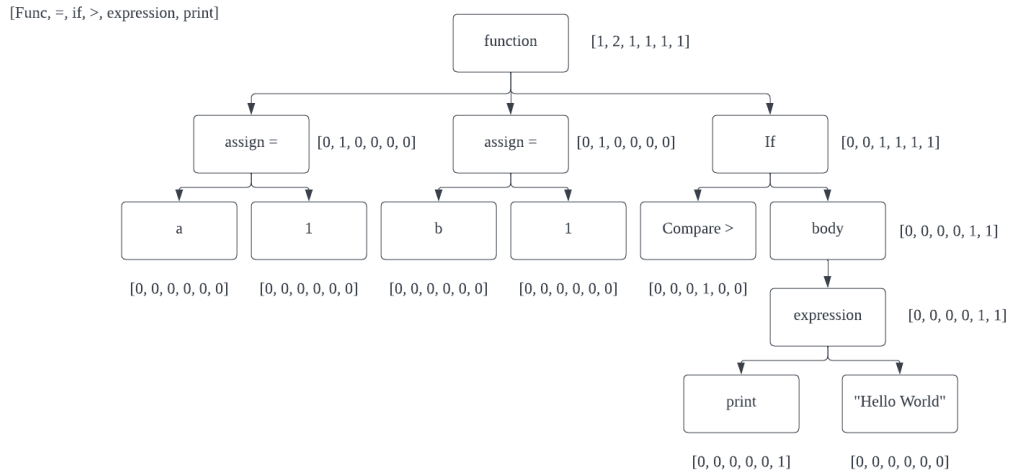 [Func, =, if, >, expression, print]
function
[1, 2, 1, 1, 1, 1]
assign =
[0, 1, 0, 0, 0, 0]
assign =
[0, 1, 0, 0, 0, 0]
If
[0, 0, 1, 1, 1, 1]
a
1
b
1
Compare >
body
[0, 0, 0, 0, 1, 1]
[0, 0, 0, 0, 0, 0]
[0, 0, 0, 0, 0, 0]
[0, 0, 0, 0, 0, 0]
[0, 0, 0, 0, 0, 0]
[0, 0, 0, 1, 0, 0]
expression
[0, 0, 0, 0, 1, 1]
print
"Hello World"
[0, 0, 0, 0, 0, 1]
[0, 0, 0, 0, 0, 0]